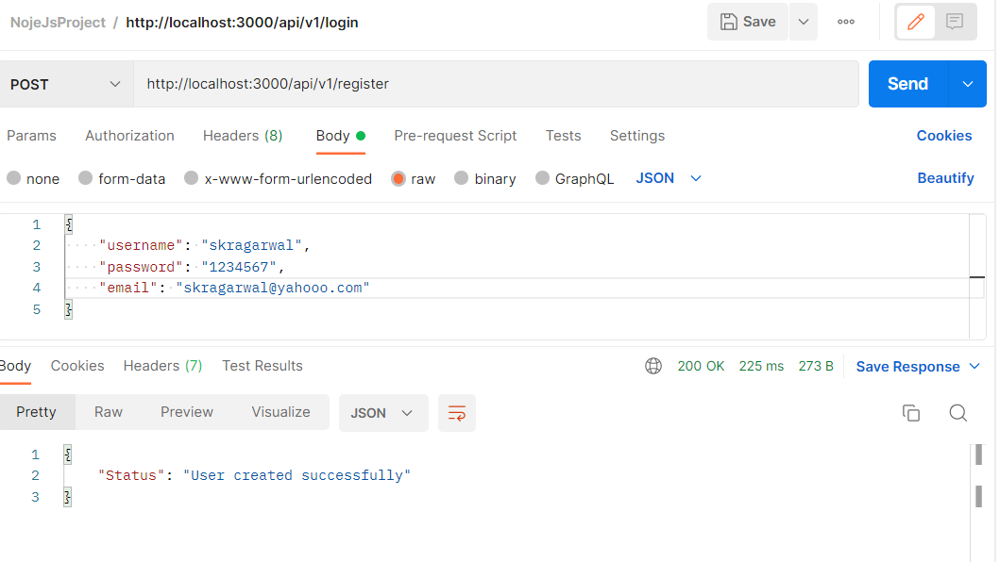 NojeJsProject / http://localhost:3000/api/v1/login Save
POST http://localhost:3000/api/v1/register Send
Params Authorization Headers (8) Body Pre-request Script Tests Settings Cookies
none form-data x-www-form-urlencoded raw binary GraphQL JSON Beautify
1 {
2 "username": "skragarwal",
3 "password": "1234567",
4 "email": "skragarwal@yahooo.com"
5 }
Body Cookies Headers (7) Test Results 200 OK 225 ms 273 B Save Response
Pretty Raw Preview Visualize JSON
1 {
2 "Status": "User created successfully"
3 }